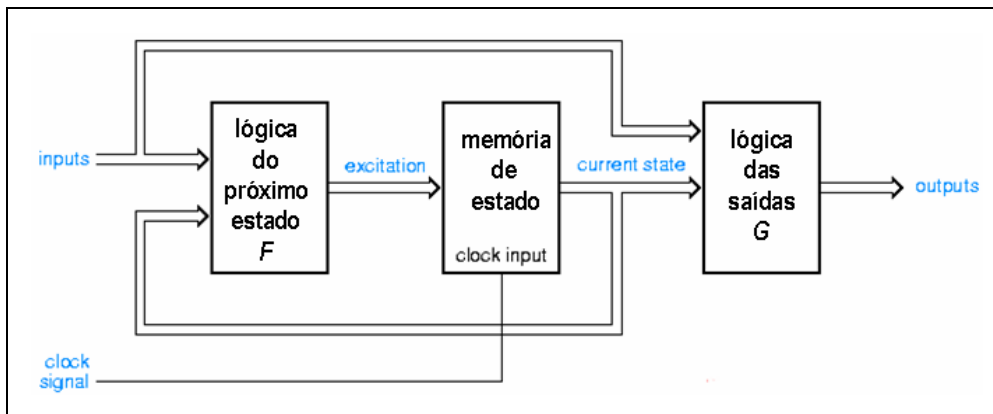 inputs
lógica
do
próximo
estado
F
excitation
memória
de
estado
clock input
current state
lógica
das
saídas
G
outputs
clock
signal